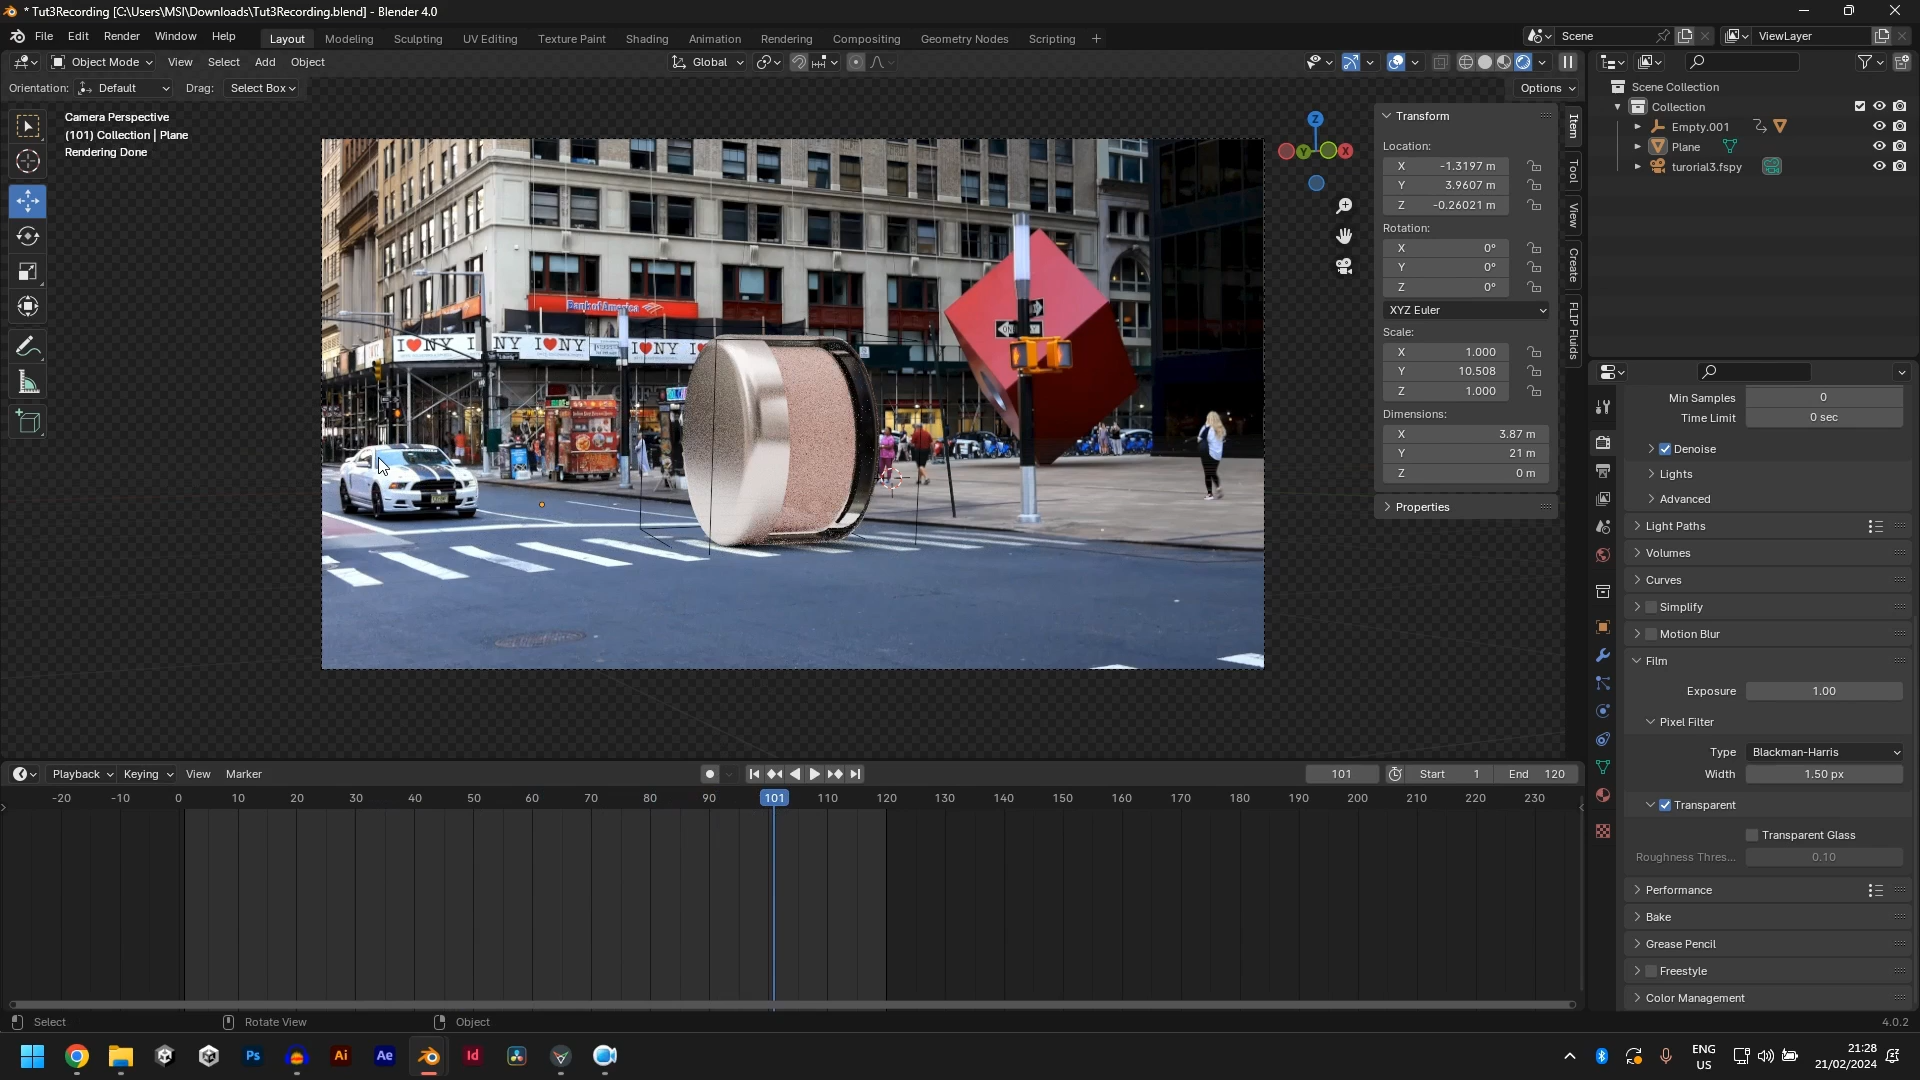 * Tut3Recording [C:\Users\MSI\Downloads\Tut3Recording.blend] - Blender 4.0
File Edit Render Window Help
Layout Modeling Sculpting UV Editing Texture Paint Shading Animation Rendering Compositing Geometry Nodes Scripting +
Scene ViewLayer
Object Mode View Select Add Object
Global
Orientation: Default Drag: Select Box
Options
Camera Perspective
(101) Collection | Plane
Rendering Done
Z
Y
X
BankofAmerica
I NY I NY
I NY I
Transform
Location:
X -1.3197 m
Y 3.9607 m
Z -0.26021 m
Rotation:
X 0°
Y 0°
Z 0°
XYZ Euler
Scale:
X 1.000
Y 10.508
Z 1.000
Dimensions:
X 3.87 m
Y 21 m
Z 0 m
Properties
Item
Tool
View
Create
FLIP Fluids
Scene Collection
Collection
Empty.001
Plane
turorial3.fspy
Min Samples 0
Time Limit 0 sec
Denoise
Lights
Advanced
Light Paths
Volumes
Curves
Simplify
Motion Blur
Film
Exposure 1.00
Pixel Filter
Type Blackman-Harris
Width 1.50 px
Transparent
Transparent Glass
Roughness Thres... 0.10
Performance
Bake
Grease Pencil
Freestyle
Color Management
Playback Keying View Marker
101 Start 1 End 120
-20 -10 0 10 20 30 40 50 60 70 80 90 101 110 120 130 140 150 160 170 180 190 200 210 220 230
Select Rotate View Object
4.0.2
Ps Ai Ae Id
ENG
US
21:28
21/02/2024